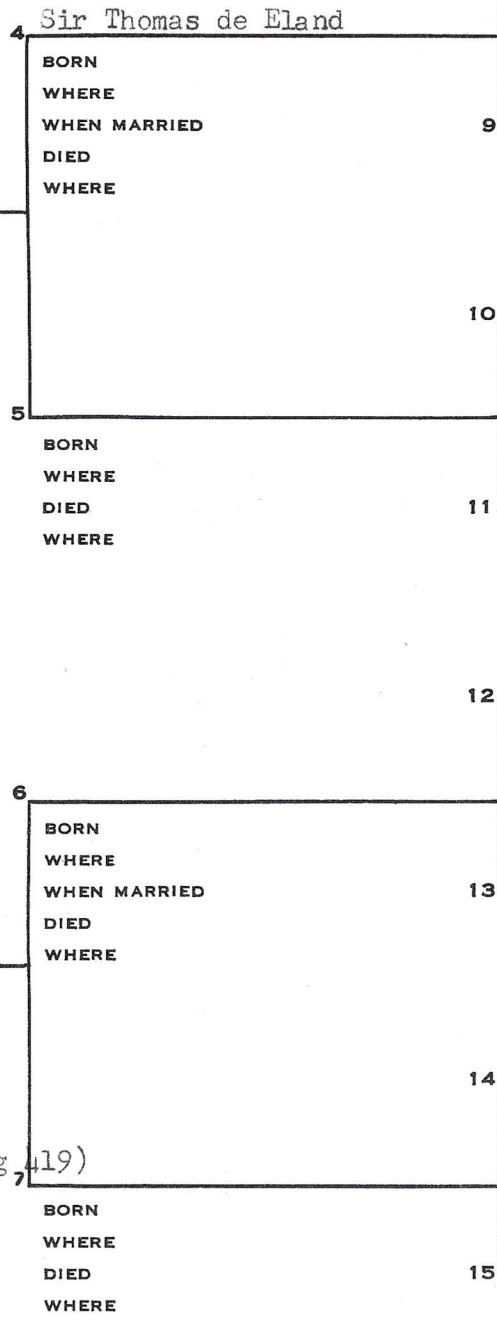 Sir Thomas de Eland
4
BORN
WHERE
WHEN MARRIED 9
DIED
WHERE
10
5
BORN
WHERE
DIED 11
WHERE
12
6
BORN
WHERE
WHEN MARRIED 13
DIED
WHERE
14
g 419)
7
BORN
WHERE
DIED 15
WHERE